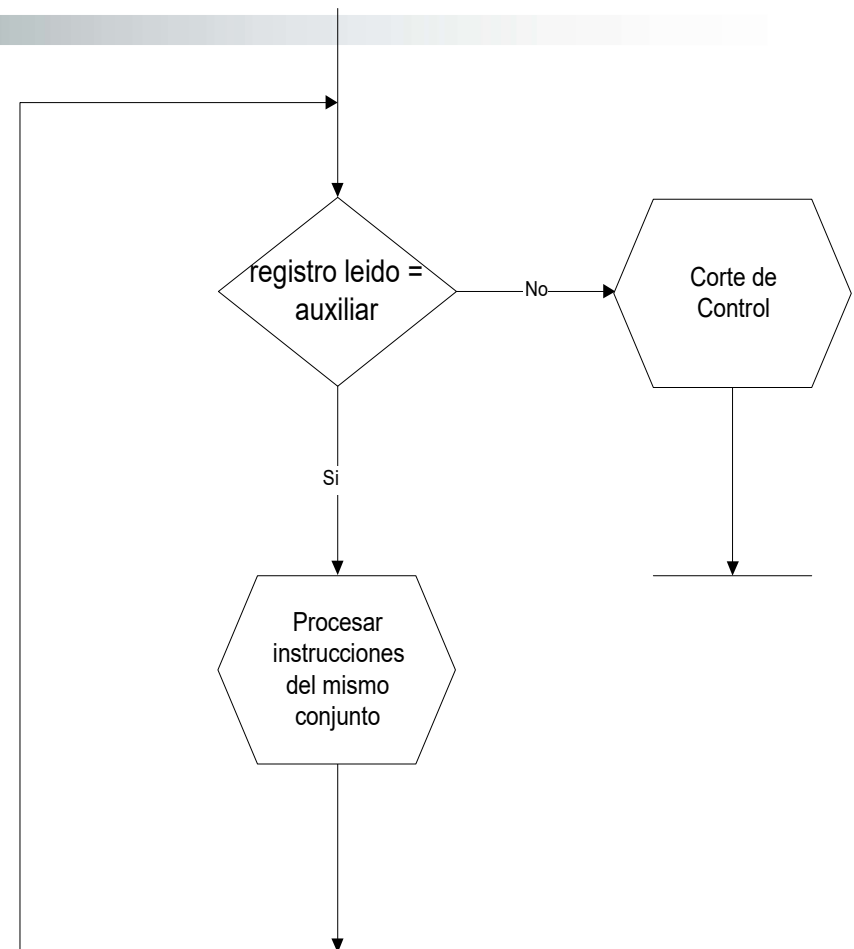 registro leido =
auxiliar
No
Corte de
Control
Si
Procesar
instrucciones
del mismo
conjunto